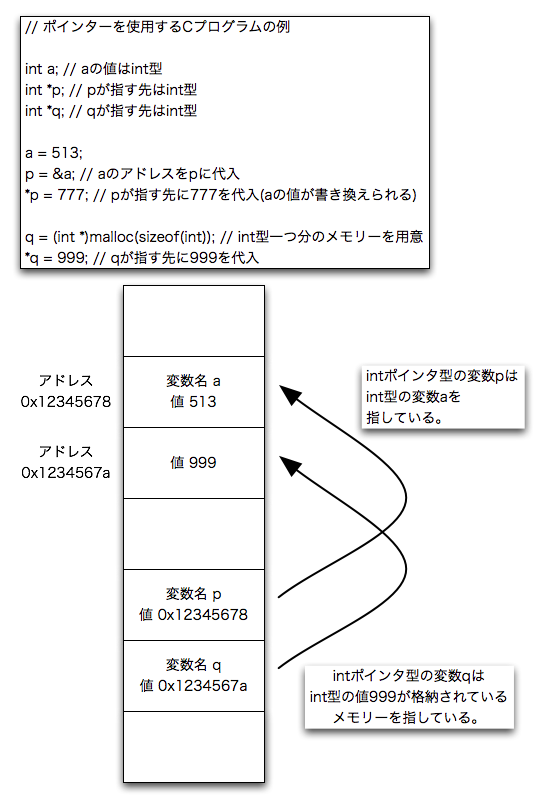 // ポインターを使用するCプログラムの例
int a; // aの値はint型
int *p; // pが指す先はint型
int *q; // qが指す先はint型
a = 513;
p = &a; // aのアドレスをpに代入
*p = 777; // pが指す先に777を代入(aの値が書き換えられる)
q = (int *)malloc(sizeof(int)); // int型一つ分のメモリーを用意
*q = 999; // qが指す先に999を代入
アドレス
0x12345678
変数名 a
値 513
intポインタ型の変数pは
int型の変数aを
指している。
アドレス
0x1234567a
値 999
変数名 p
値 0x12345678
変数名 q
値 0x1234567a
intポインタ型の変数qは
int型の値999が格納されている
メモリーを指している。